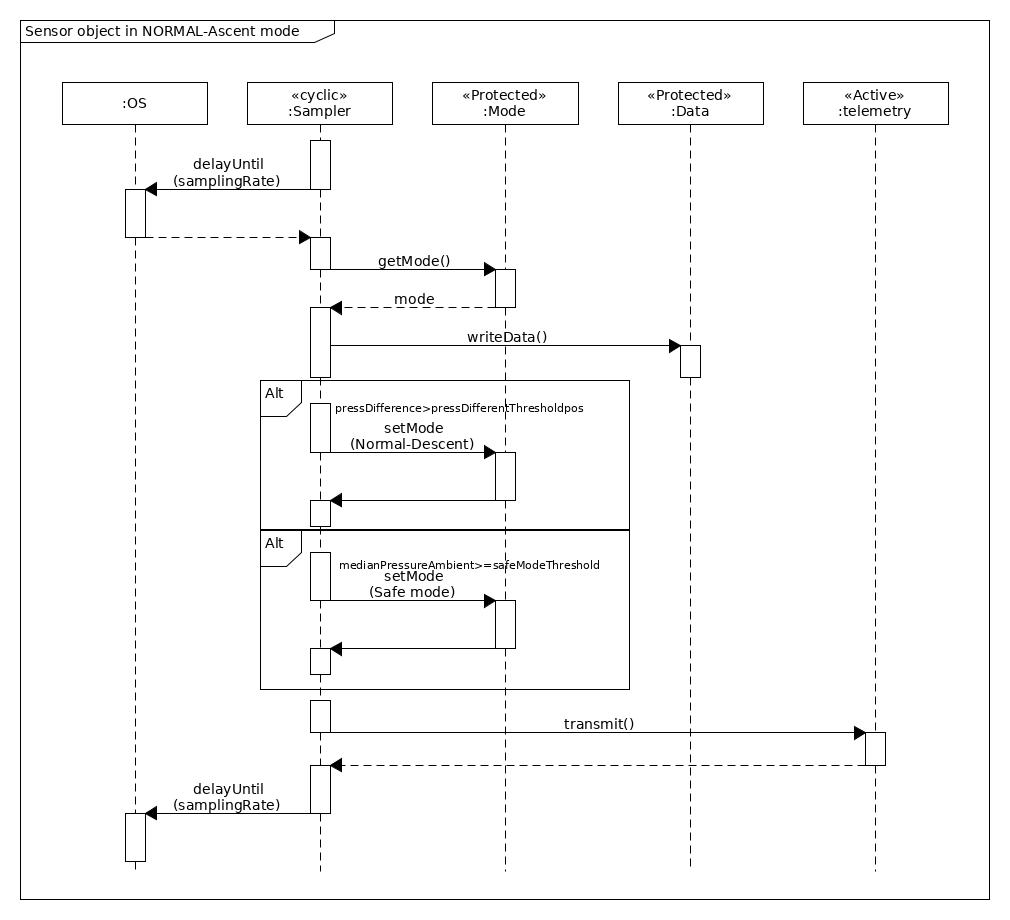 Sensor object in NORMAL-Ascent mode
:OS
«cyclic»
:Sampler
«Protected»
:Mode
«Protected»
:Data
«Active»
:telemetry
delayUntil
(samplingRate)
getMode()
mode
writeData()
Alt
pressDifference>pressDifferentThresholdpos
setMode
(Normal-Descent)
Alt
medianPressureAmbient>=safeModeThreshold
setMode
(Safe mode)
transmit()
delayUntil
(samplingRate)